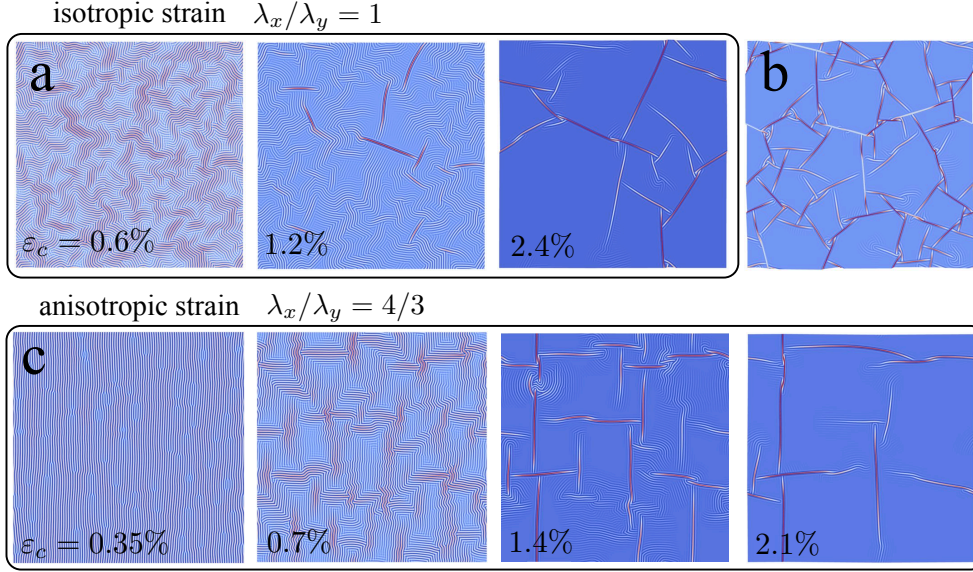 isotropic strain λx/λy = 1
a
b
εc = 0.6%
1.2%
2.4%
anisotropic strain λx/λy = 4/3
c
εc = 0.35%
0.7%
1.4%
2.1%